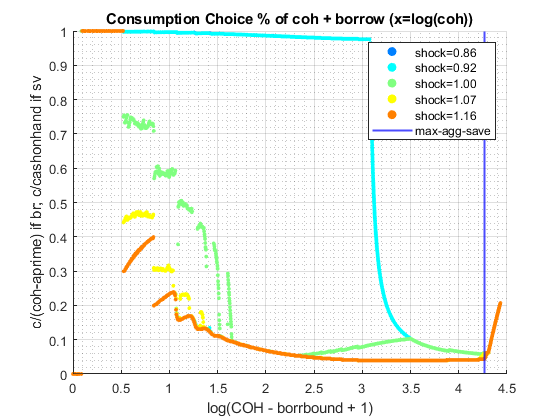 Consumption Choice % of coh + borrow (x=log(coh))
c/(coh-aprime) if br, c/cashonhand if sv
1
0.9
0.8
0.7
0.6
0.5
0.4
0.3
0.2
0.1
0
shock=0.86
shock=0.92
shock=1.00
shock=1.07
shock=1.16
max-agg-save
0 0.5 1 1.5 2 2.5 3 3.5 4 4.5
log(COH - borrbound + 1)